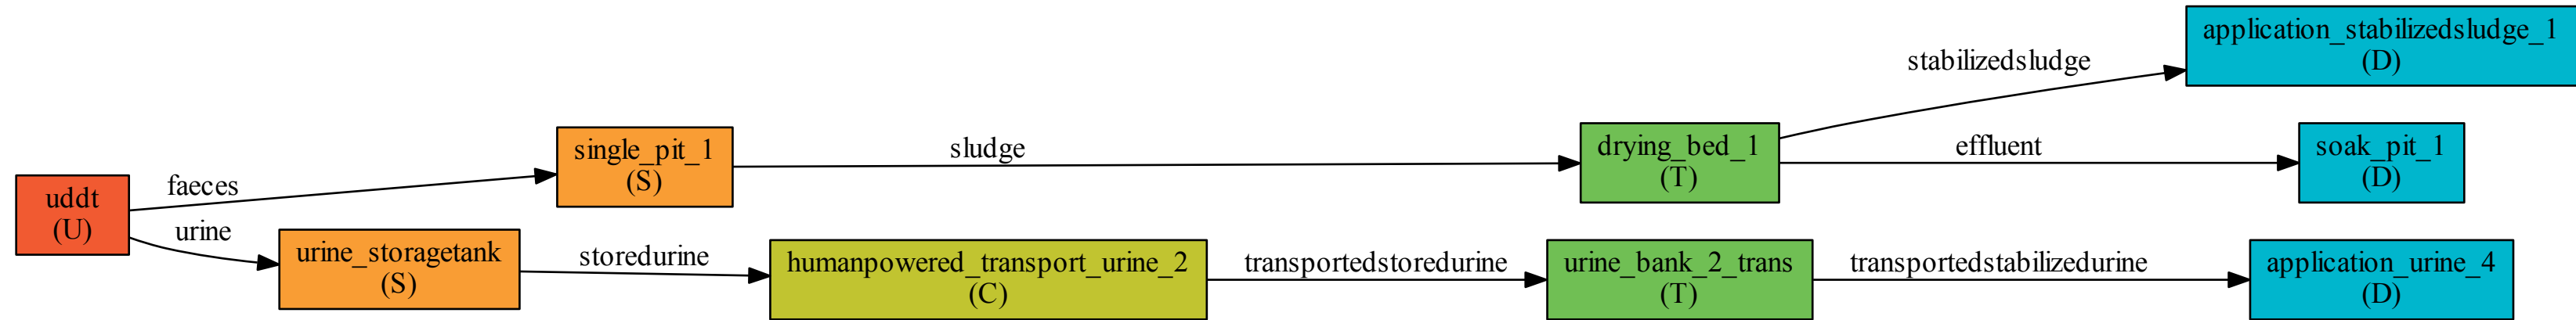 uddt
(U)
faeces
urine
single_pit_1
(S)
urine_storagetank
(S)
sludge
storedurine
humanpowered_transport_urine_2
(C)
transportedstoredurine
drying_bed_1
(T)
urine_bank_2_trans
(T)
stabilizedsludge
effluent
transportedstabilizedurine
application_stabilizedsludge_1
(D)
soak_pit_1
(D)
application_urine_4
(D)